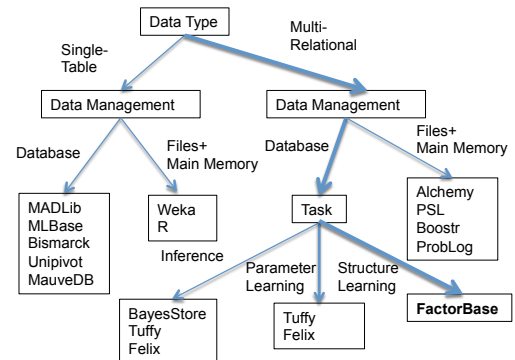 Data Type
Single-
Table
Multi-
Relational
Data Management
Data Management
Database
Files+
Main Memory
Database
Files+
Main Memory
MADLib
MLBase
Bismarck
Unipivot
MauveDB
Weka
R
Task
Alchemy
PSL
Boostr
ProbLog
Inference
Parameter
Learning
Structure
Learning
BayesStore
Tuffy
Felix
Tuffy
Felix
FactorBase